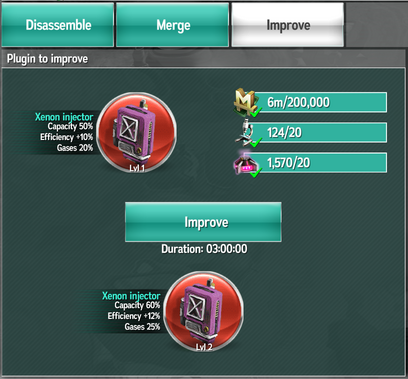 Disassemble
Merge
Improve
Plugin to improve
Xenon injector
Capacity 50%
Efficiency +10%
Gases 20%
Lvl 1
6m/200,000
124/20
1,570/20
Improve
Duration: 03:00:00
Xenon injector
Capacity 60%
Efficiency +12%
Gases 25%
Lvl 2